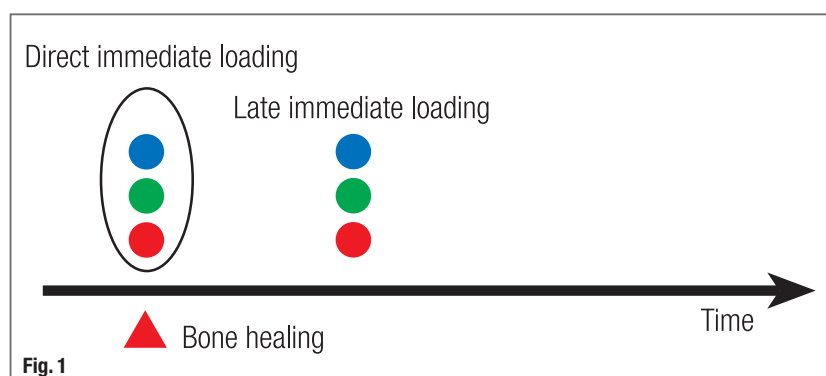 Direct immediate loading
Late immediate loading
Time
Bone healing
Fig. 1